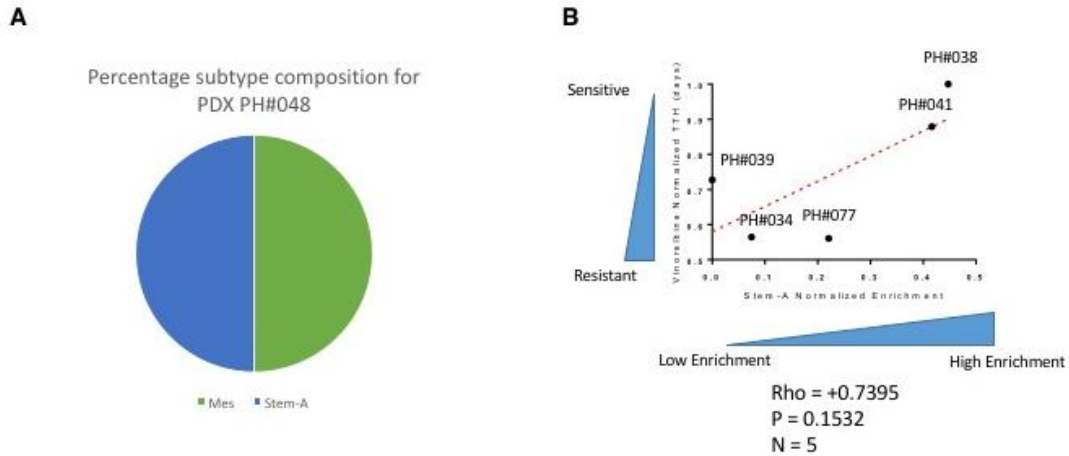 A
Percentage subtype composition for
PDX PH#048
Mes
Stem-A
B
Sensitive
Resistant
Vinorelbine Normalized TTH (days)
1.0
0.9
0.8
0.7
0.6
0.5
PH#038
PH#041
PH#039
PH#034
PH#077
0.0 0.1 0.2 0.3 0.4 0.5
Stem-A Normalized Enrichment
Low Enrichment
High Enrichment
Rho = +0.7395
P = 0.1532
N = 5